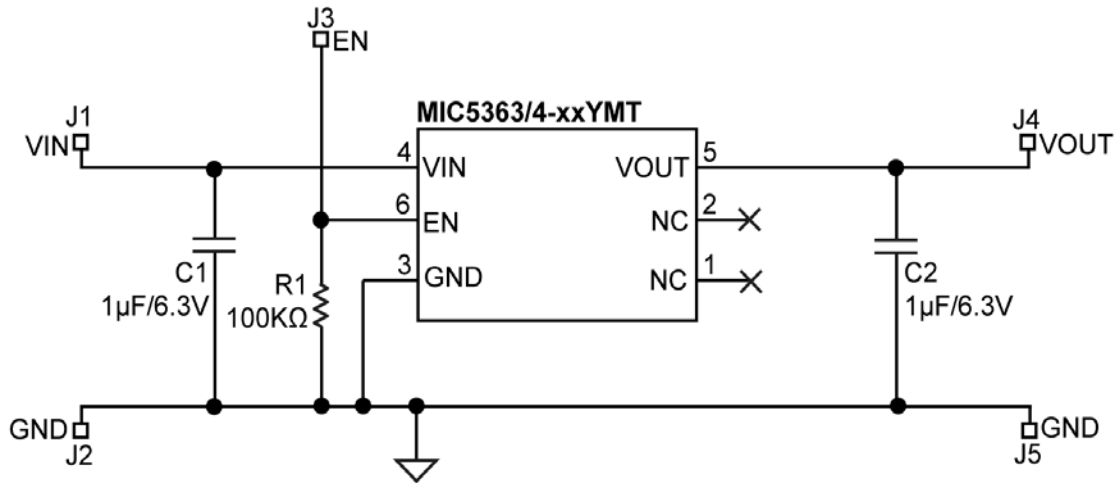 J3
EN
MIC5363/4-xxYMT
J1
VIN
J4
VOUT
4
VIN
VOUT
5
6
EN
NC
2
3
GND
NC
1
C1
1µF/6.3V
R1
100KΩ
C2
1µF/6.3V
GND
J2
GND
J5